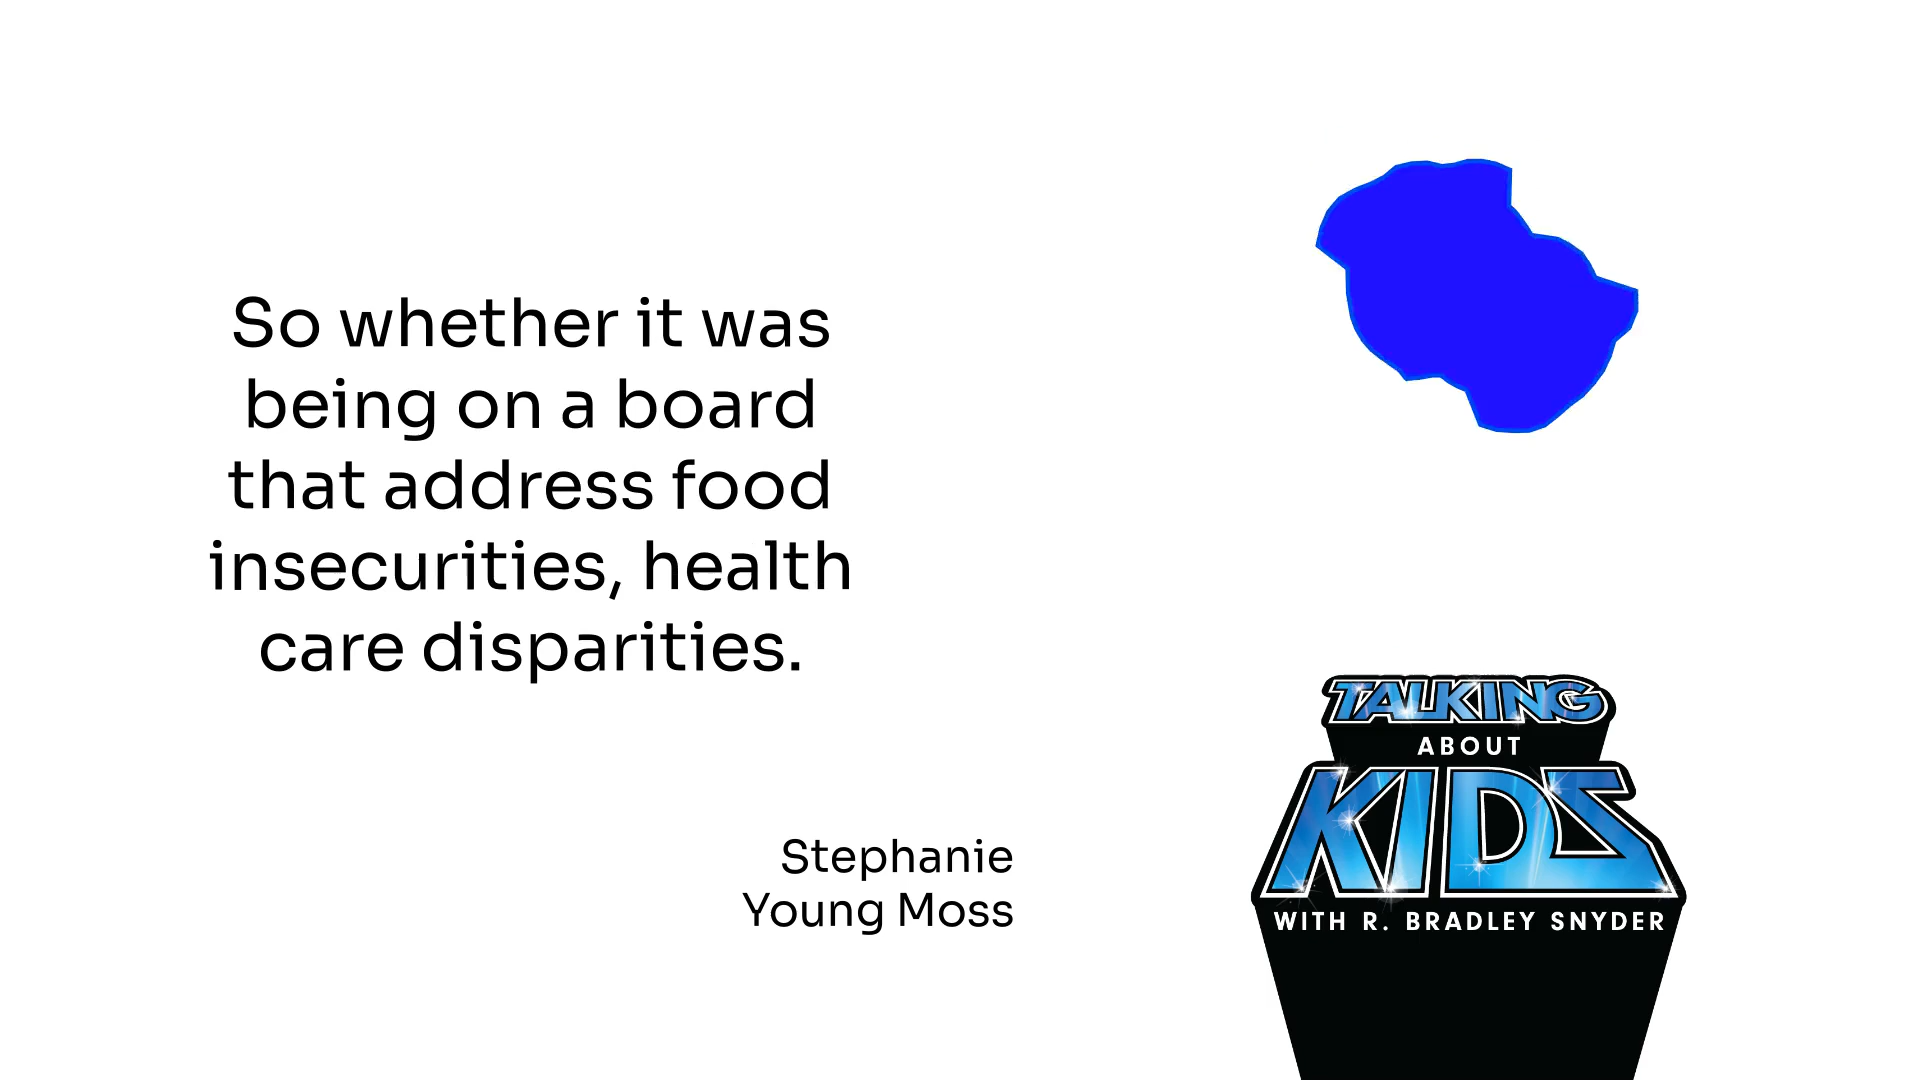 So whether it was
being on a board
that address food
insecurities, health
care disparities.
Stephanie
Young Moss
TALKING
ABOUT
KIDS
WITH R. BRADLEY SNYDER